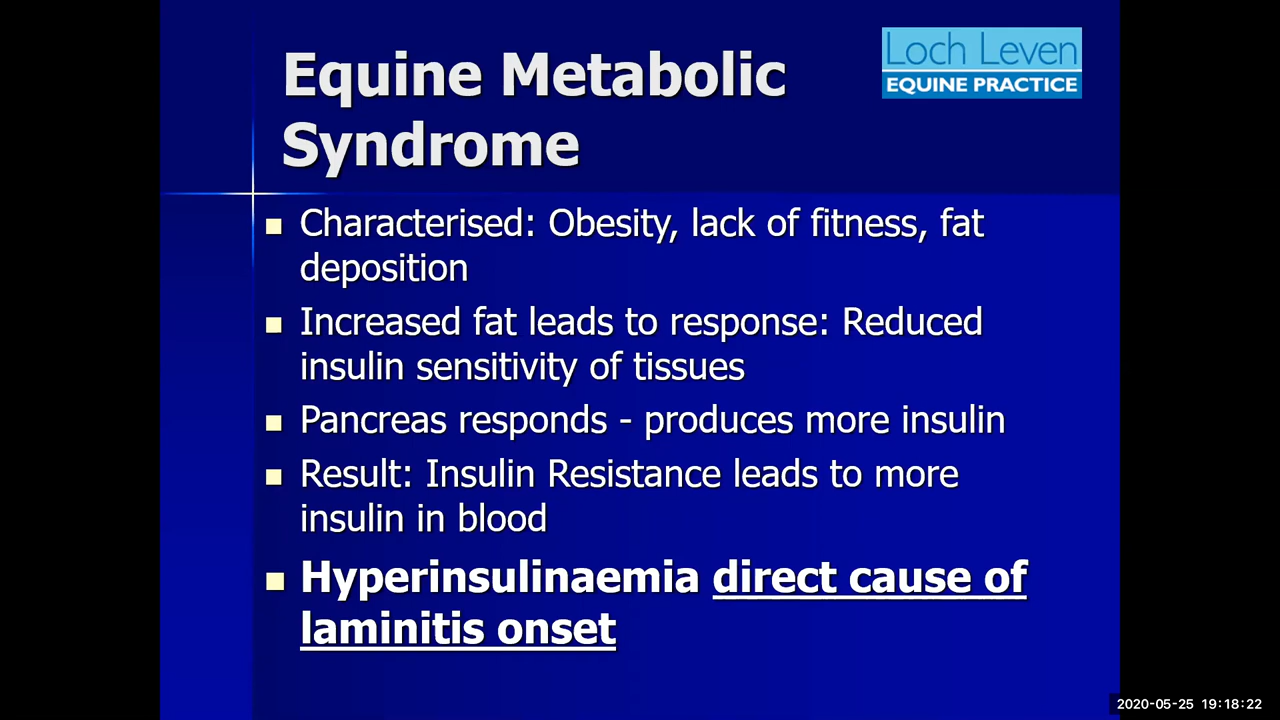 Equine Metabolic
Syndrome
Loch Leven
EQUINE PRACTICE
Characterised: Obesity, lack of fitness, fat
deposition
Increased fat leads to response: Reduced
insulin sensitivity of tissues
Pancreas responds - produces more insulin
Result: Insulin Resistance leads to more
insulin in blood
Hyperinsulinaemia direct cause of
laminitis onset
2020-05-25 19:18:22